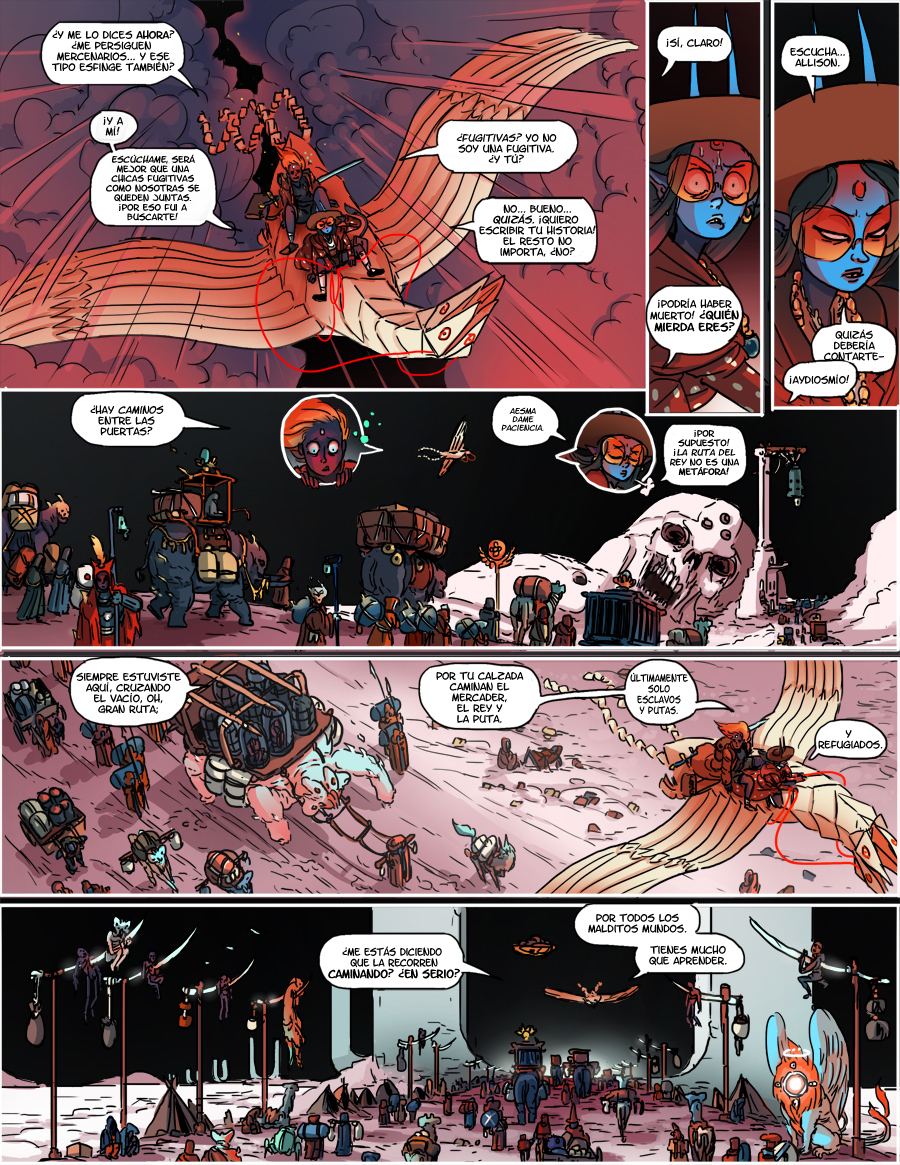 ¿Y ME LO DICES AHORA?
¿ME PERSIGUEN
MERCENARIOS... Y ESE
TIPO ESFINGE TAMBIÉN?
¡Y A
MÍ!
ESCÚCHAME, SERÁ
MEJOR QUE UNA
CHICAS FUGITIVAS
COMO NOSOTRAS SE
QUEDEN JUNTAS.
¡POR ESO FUI A
BUSCARTE!
¿FUGITIVAS? YO NO
SOY UNA FUGITIVA.
¿Y TÚ?
NO... BUENO...
QUIZÁS, ¡QUIERO
ESCRIBIR TU HISTORIA!
EL RESTO NO
IMPORTA, ¿NO?
¡SÍ, CLARO!
¡PODRÍA HABER
MUERTO! ¿QUIÉN
MIERDA ERES?
ESCUCHA...
ALLISON.
QUIZÁS
DEBERÍA
CONTARTE-
¡AYDIOSMÍO!
¿HAY CAMINOS
ENTRE LAS
PUERTAS?
AESMA
DAME
PACIENCIA
¡POR
SUPUESTO!
¡LA RUTA DEL
REY NO ES UNA
METÁFORA!
SIEMPRE ESTUVISTE
AQUÍ, CRUZANDO
EL VACÍO, OH,
GRAN RUTA;
POR TU CALZADA
CAMINAN EL
MERCADER,
EL REY Y
LA PUTA.
ÚLTIMAMENTE
SOLO
ESCLAVOS
Y PUTAS.
Y
REFUGIADOS.
¿ME ESTÁS DICIENDO
QUE LA RECORREN
CAMINANDO? ¿EN SERIO?
POR TODOS LOS
MALDITOS MUNDOS.
TIENES MUCHO
QUE APRENDER.